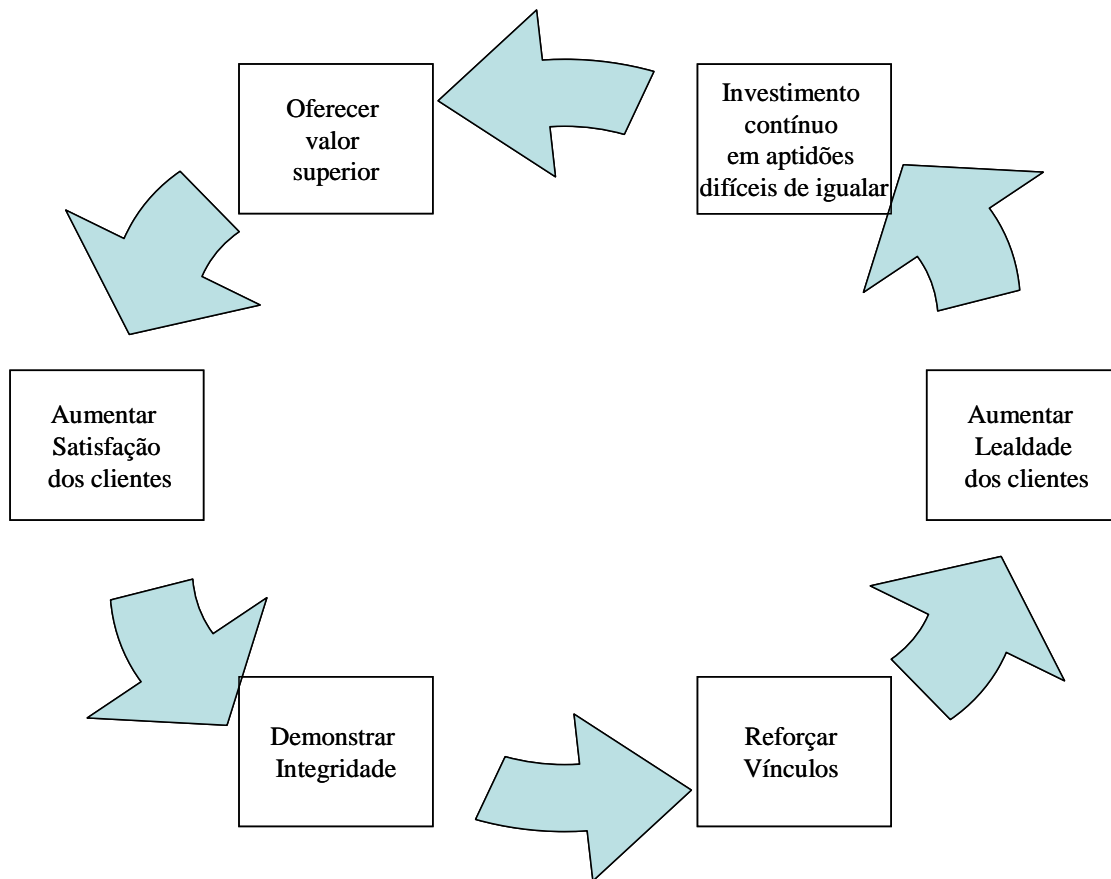 Oferecer
valor
superior
Investimento
contínuo
em aptidões
difíceis de igualar
Aumentar
Satisfação
dos clientes
Aumentar
Lealdade
dos clientes
Demonstrar
Integridade
Reforçar
Vínculos